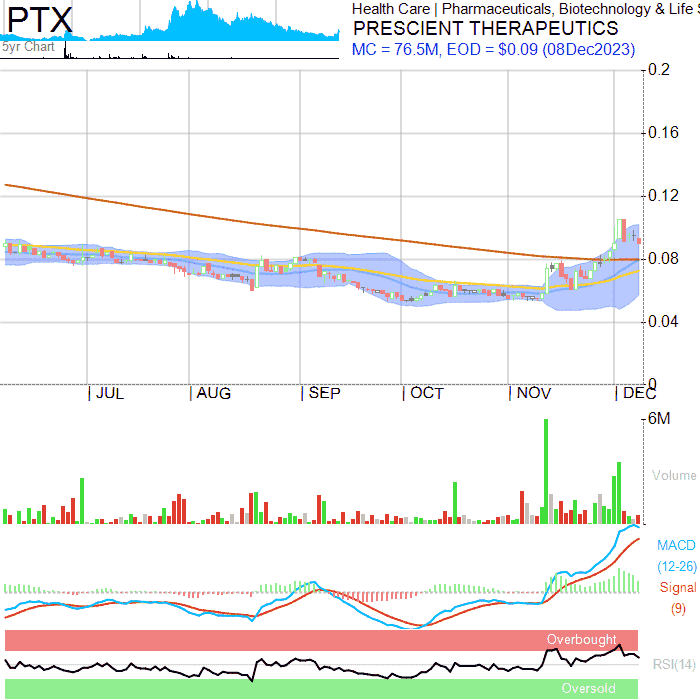 PTX
5yr Chart
Health Care | Pharmaceuticals, Biotechnology & Life S
PRESCIENT THERAPEUTICS
MC = 76.5M, EOD = $0.09 (08Dec2023)
0.2
0.16
0.12
0.08
0.04
0
JUL AUG SEP OCT NOV DEC
6M
Volume
MACD
(12-26)
Signal
(9)
Overbought
RSI(14)
Oversold